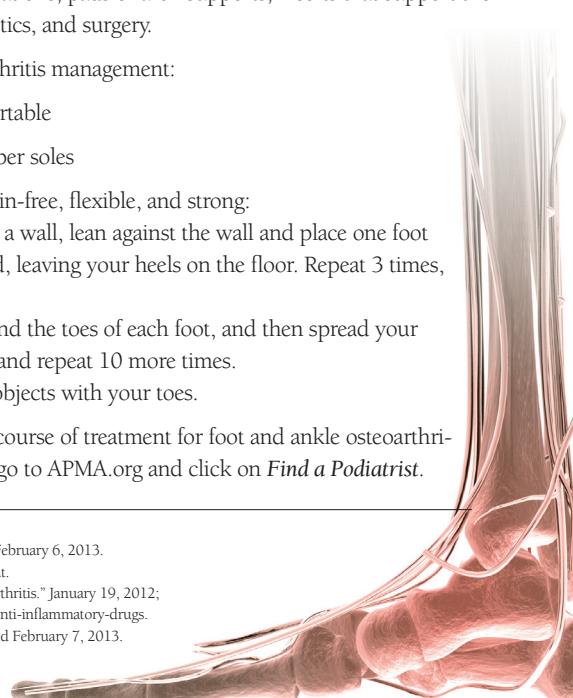 tics, and surgery.
hritis management:
rtable
ber soles
in-free, flexible, and strong:
a wall, lean against the wall and place one foot
d, leaving your heels on the floor. Repeat 3 times,
nd the toes of each foot, and then spread your
and repeat 10 more times.
objects with your toes.
course of treatment for foot and ankle osteoarthri-
go to APMA.org and click on Find a Podiatrist.
ebruary 6, 2013.
t.
thritis.” January 19, 2012;
nti-inflammatory-drugs.
d February 7, 2013.